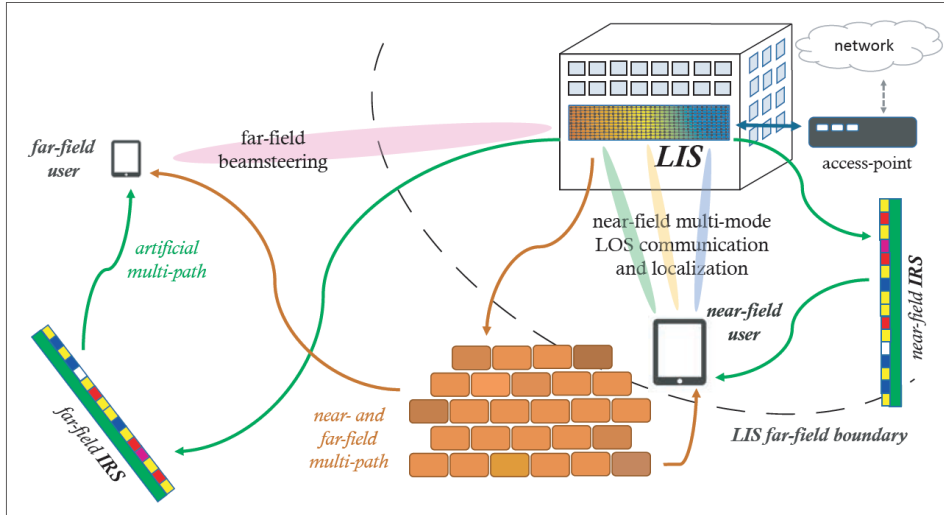 network
far-field
user
far-field
beamsteering
LIS
access-point
near-field multi-mode
LOS communication
and localization
artificial
multi-path
near-field
user
near-field IRS
far-field IRS
near- and
far-field
multi-path
LIS far-field boundary